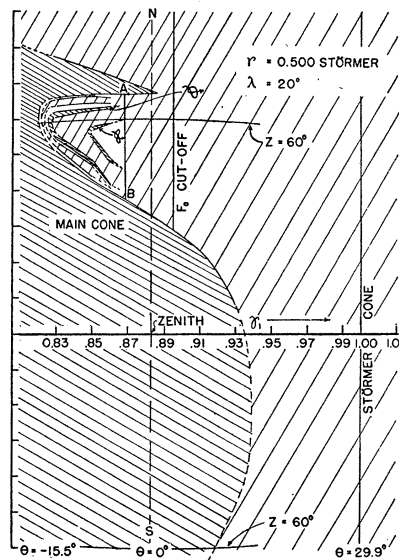 N
r = 0.500 STÖRMER
λ = 20°
A
Z = 60°
F₀ CUT-OFF
B
MAIN CONE
ZENITH
γ₁
STÖRMER CONE
0.83 .85 .87 .89 .91 .93 .95 .97 .99 1.00 1.0
S
Z = 60°
θ = -15.5° θ = 0° θ = 29.9°